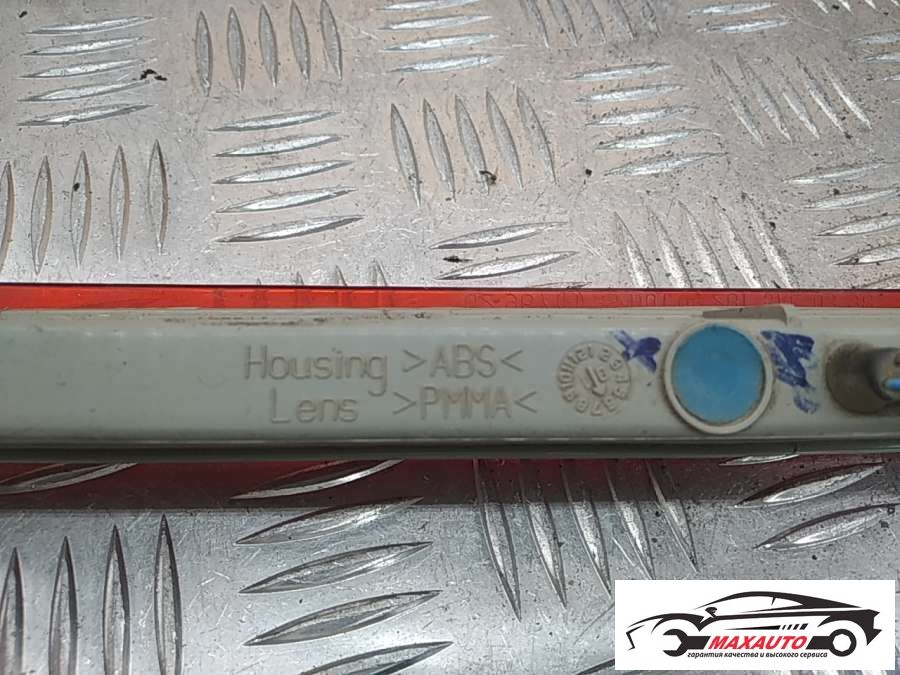 Housing >ABS<
Lens >PMMA<
MAXAUTO
гарантия качества и высокого сервиса